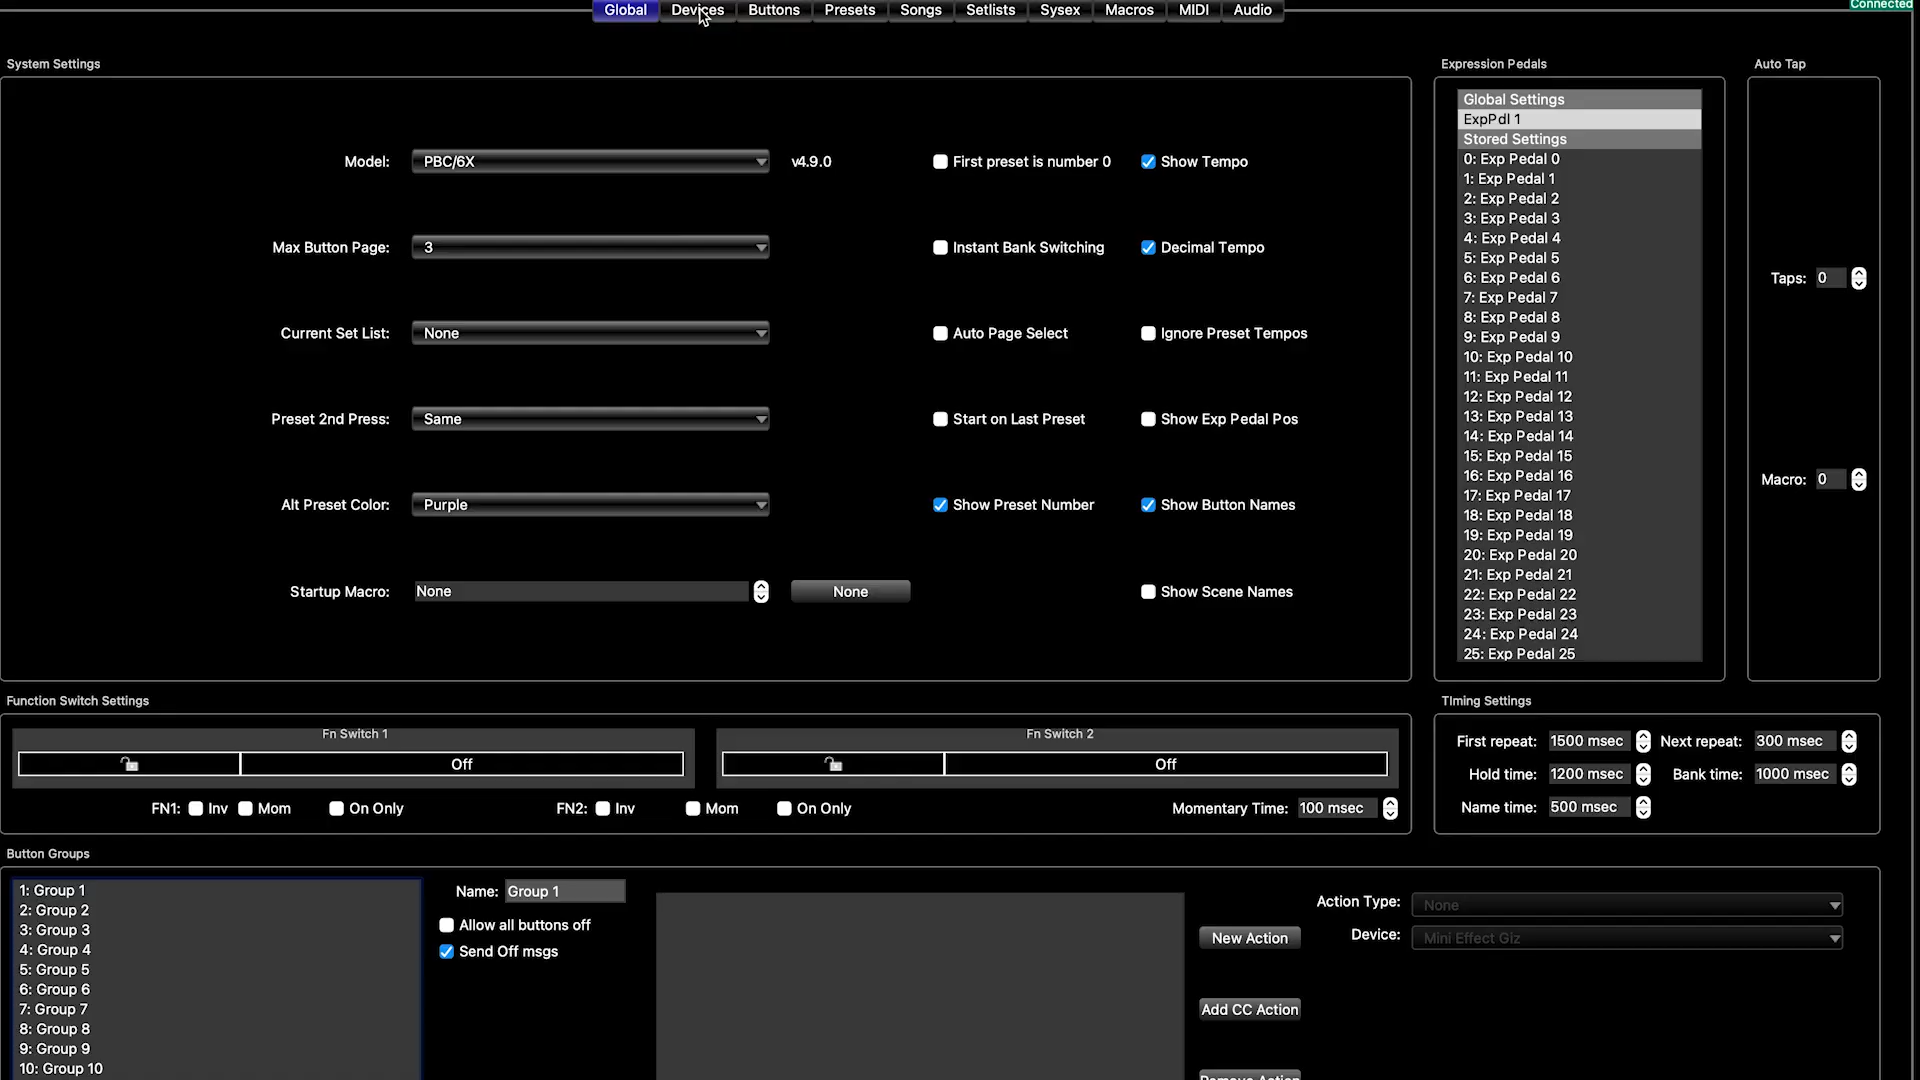 Global Devices Buttons Presets Songs Setlists Sysex Macros MIDI Audio
Connected
System Settings
Model: PBC/6X v4.9.0
First preset is number 0
Show Tempo
Max Button Page: 3
Instant Bank Switching
Decimal Tempo
Current Set List: None
Auto Page Select
Ignore Preset Tempos
Preset 2nd Press: Same
Start on Last Preset
Show Exp Pedal Pos
Alt Preset Color: Purple
Show Preset Number
Show Button Names
Startup Macro: None None
Show Scene Names
Expression Pedals
Global Settings
ExpPdl 1
Stored Settings
0: Exp Pedal 0
1: Exp Pedal 1
2: Exp Pedal 2
3: Exp Pedal 3
4: Exp Pedal 4
5: Exp Pedal 5
6: Exp Pedal 6
7: Exp Pedal 7
8: Exp Pedal 8
9: Exp Pedal 9
10: Exp Pedal 10
11: Exp Pedal 11
12: Exp Pedal 12
13: Exp Pedal 13
14: Exp Pedal 14
15: Exp Pedal 15
16: Exp Pedal 16
17: Exp Pedal 17
18: Exp Pedal 18
19: Exp Pedal 19
20: Exp Pedal 20
21: Exp Pedal 21
22: Exp Pedal 22
23: Exp Pedal 23
24: Exp Pedal 24
25: Exp Pedal 25
Auto Tap
Taps: 0
Macro: 0
Function Switch Settings
Fn Switch 1
Off
Fn Switch 2
Off
FN1: Inv Mom On Only
FN2: Inv Mom On Only
Momentary Time: 100 msec
TIming Settings
First repeat: 1500 msec Next repeat: 300 msec
Hold time: 1200 msec Bank time: 1000 msec
Name time: 500 msec
Button Groups
1: Group 1
2: Group 2
3: Group 3
4: Group 4
5: Group 5
6: Group 6
7: Group 7
8: Group 8
9: Group 9
10: Group 10
Name: Group 1
Allow all buttons off
Send Off msgs
New Action
Add CC Action
Remove Action
Action Type: None
Device: Mini Effect Giz